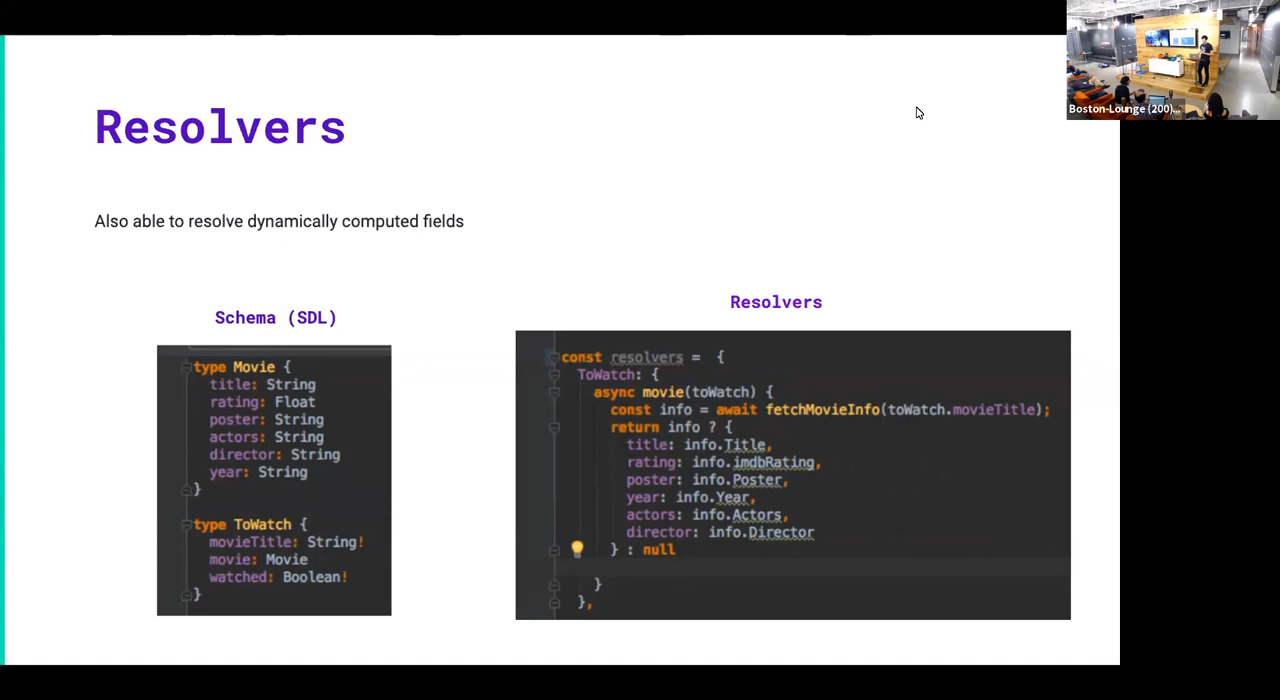 Resolvers
Boston-Lounge (200)...
Also able to resolve dynamically computed fields
Schema (SDL)
type Movie {
title: String
rating: Float
poster: String
actors: String
director: String
year: String
}
type ToWatch {
movieTitle: String!
movie: Movie
watched: Boolean!
}
Resolvers
const resolvers = {
ToWatch: {
async movie(toWatch) {
const info = await fetchMovieInfo(toWatch.movieTitle);
return info ? {
title: info.Title,
rating: info.imdbRating,
poster: info.Poster,
year: info.Year,
actors: info.Actors,
director: info.Director
} : null
}
},